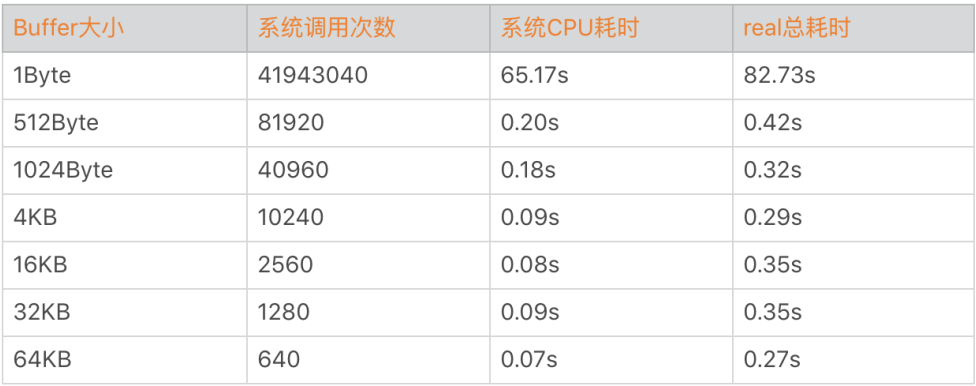 Buffer大小 系统调用次数 系统CPU耗时 real总耗时
1Byte 41943040 65.17s 82.73s
512Byte 81920 0.20s 0.42s
1024Byte 40960 0.18s 0.32s
4KB 10240 0.09s 0.29s
16KB 2560 0.08s 0.35s
32KB 1280 0.09s 0.35s
64KB 640 0.07s 0.27s